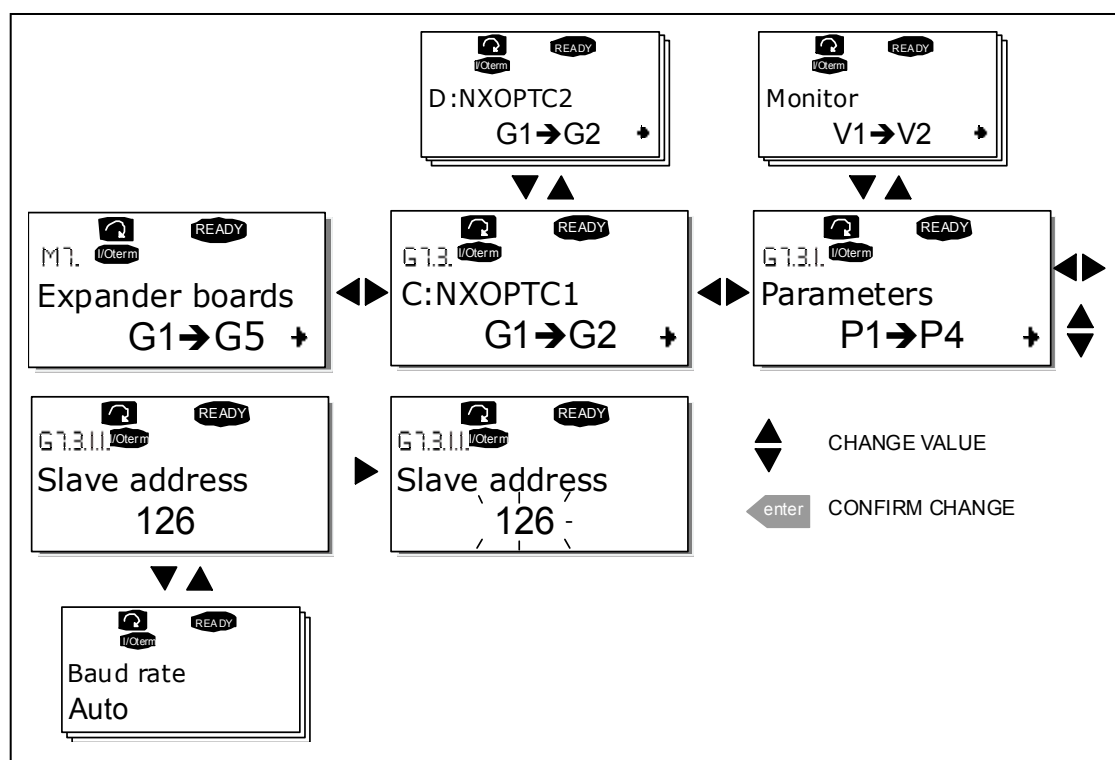 READY
I/Oterm
D:NXOPTC2
G1➔G2
READY
I/Oterm
Monitor
V1➔V2
READY
M7. I/Oterm
Expander boards
G1➔G5
READY
G7.3. I/Oterm
C:NXOPTC1
G1➔G2
READY
G7.3.1. I/Oterm
Parameters
P1➔P4
READY
G7.3.1.1. I/Oterm
Slave address
126
READY
G7.3.1.1. I/Oterm
Slave address
126
CHANGE VALUE
enter CONFIRM CHANGE
READY
I/Oterm
Baud rate
Auto